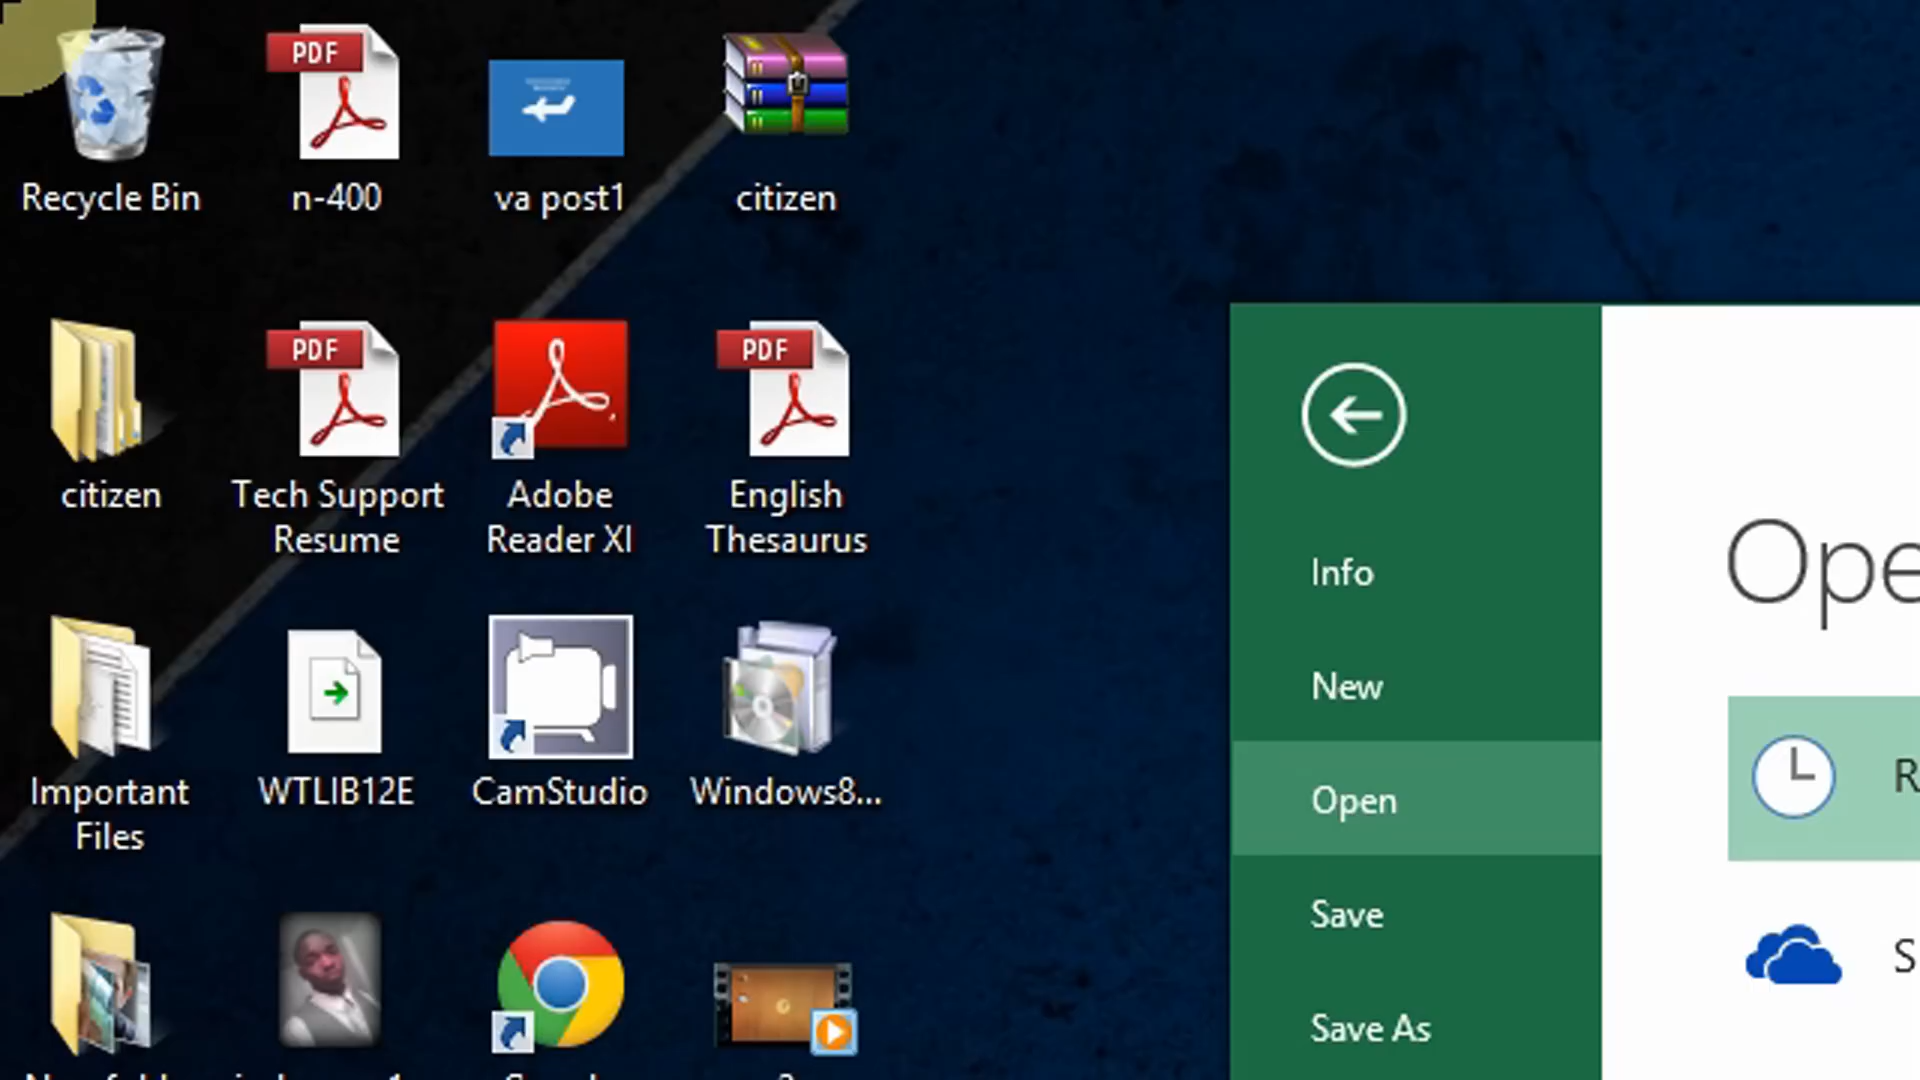 PDF
Recycle Bin
n-400
va post1
citizen
PDF
PDF
citizen
Tech Support
Resume
Adobe
Reader XI
English
Thesaurus
Important
Files
WTLIB12E
CamStudio
Windows8...
Info
New
Open
Save
Save As
Ope
R
S